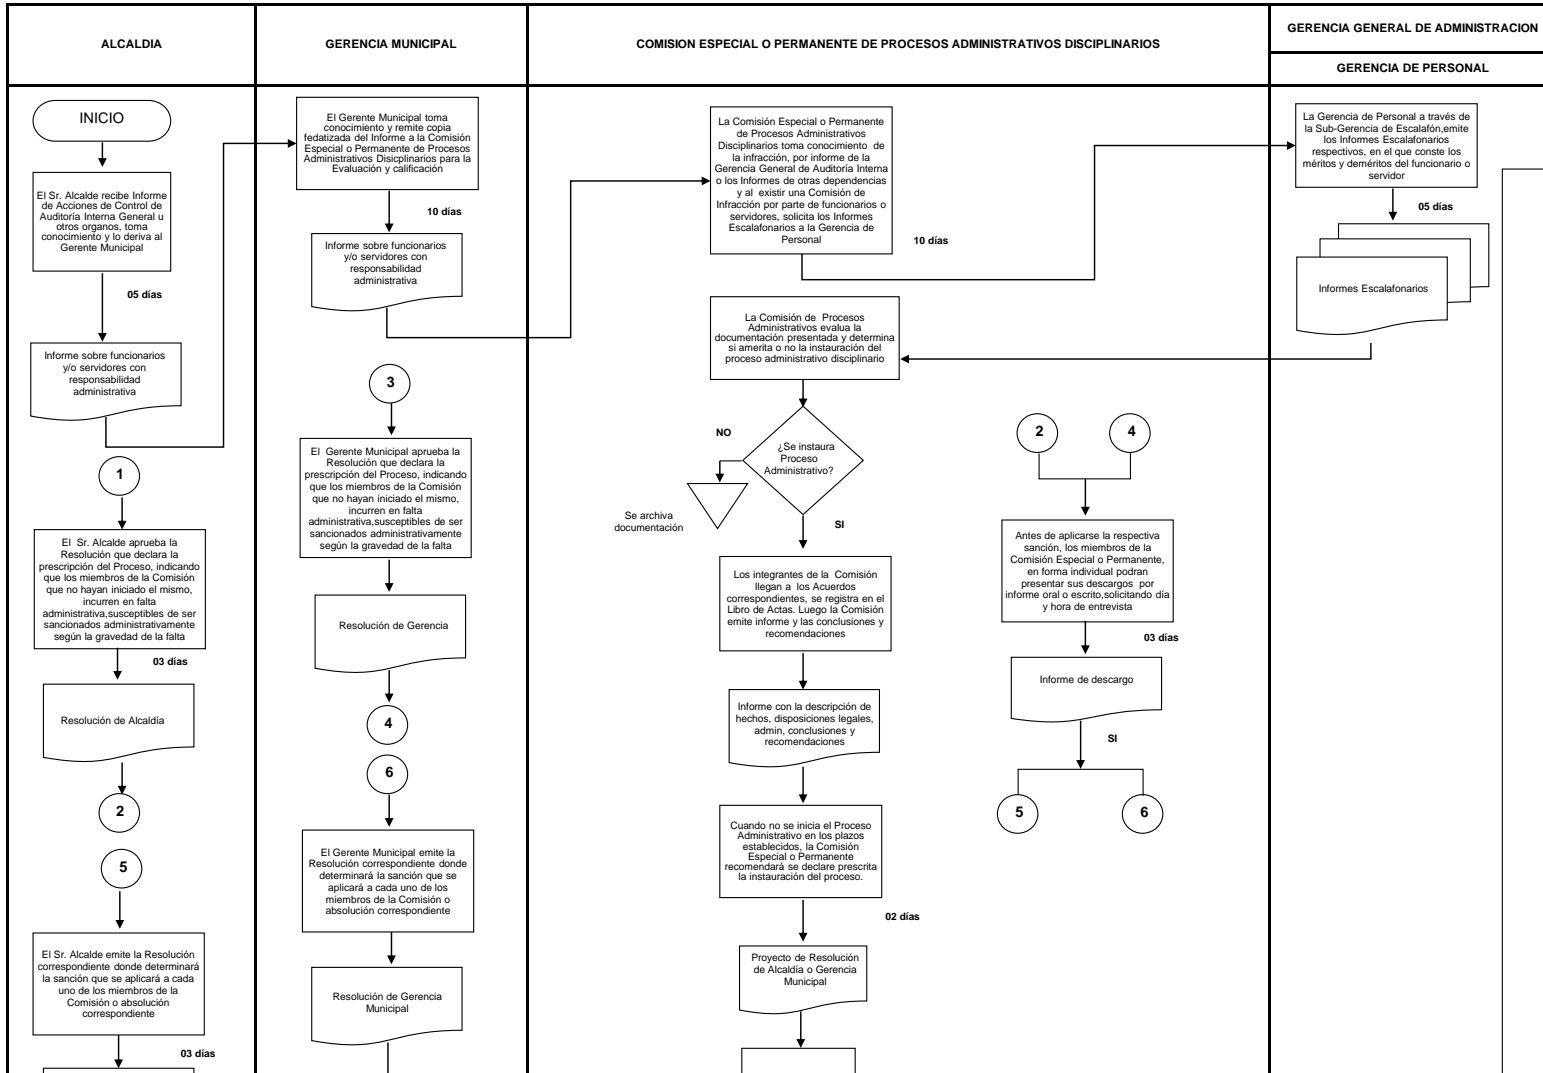 ALCALDIA
GERENCIA MUNICIPAL
COMISION ESPECIAL O PERMANENTE DE PROCESOS ADMINISTRATIVOS DISCIPLINARIOS
GERENCIA GENERAL DE ADMINISTRACION
GERENCIA DE PERSONAL
INICIO
El Sr. Alcalde recibe Informe
de Acciones de Control de
Auditoría Interna General u
otros organos, toma
conocimiento y lo deriva al
Gerente Municipal
05 días
Informe sobre funcionarios
y/o servidores con
responsabilidad
administrativa
1
El Sr. Alcalde aprueba la
Resolución que declara la
prescripción del Proceso, indicando
que los miembros de la Comisión
que no hayan iniciado el mismo,
incurren en falta
administrativa,susceptibles de ser
sancionados administrativamente
según la gravedad de la falta
03 días
Resolución de Alcaldía
2
5
El Sr. Alcalde emite la Resolución
correspondiente donde determinará
la sanción que se aplicará a cada
uno de los miembros de la
Comisión o absolución
correspondiente
03 días
El Gerente Municipal toma
conocimiento y remite copia
fedatizada del Informe a la Comisión
Especial o Permanente de Procesos
Administrativos Disicplinarios para la
Evaluación y calificación
10 días
Informe sobre funcionarios
y/o servidores con
responsabilidad
administrativa
3
El Gerente Municipal aprueba la
Resolución que declara la
prescripción del Proceso, indicando
que los miembros de la Comisión
que no hayan iniciado el mismo,
incurren en falta
administrativa,susceptibles de ser
sancionados administrativamente
según la gravedad de la falta
Resolución de Gerencia
4
6
El Gerente Municipal emite la
Resolución correspondiente donde
determinará la sanción que se
aplicará a cada uno de los
miembros de la Comisión o
absolución correspondiente
Resolución de Gerencia
Municipal
La Comisión Especial o Permanente
de Procesos Administrativos
Disciplinarios toma conocimiento de
la infracción, por informe de la
Gerencia General de Auditoría Interna
o los Informes de otras dependencias
y al existir una Comisión de
Infracción por parte de funcionarios o
servidores, solicita los Informes
Escalafonarios a la Gerencia de
Personal
10 días
La Comisión de Procesos
Administrativos evalua la
documentación presentada y determina
si amerita o no la instauración del
proceso administrativo disciplinario
NO
¿Se instaura
Proceso
Administrativo?
Se archiva
documentación
SI
Los integrantes de la Comisión
llegan a los Acuerdos
correspondientes, se registra en el
Libro de Actas. Luego la Comisión
emite informe y las conclusiones y
recomendaciones
Informe con la descripción de
hechos, disposiciones legales,
admin, conclusiones y
recomendaciones
Cuando no se inicia el Proceso
Administrativo en los plazos
establecidos, la Comisión
Especial o Permanente
recomendará se declare prescrita
la instauración del proceso.
02 días
Proyecto de Resolución
de Alcaldía o Gerencia
Municipal
2
4
Antes de aplicarse la respectiva
sanción, los miembros de la
Comisión Especial o Permanente,
en forma individual podran
presentar sus descargos por
informe oral o escrito,solicitando día
y hora de entrevista
03 días
Informe de descargo
SI
5
6
La Gerencia de Personal a través de
la Sub-Gerencia de Escalafón,emite
los Informes Escalafonarios
respectivos, en el que conste los
méritos y deméritos del funcionario o
servidor
05 días
Informes Escalafonarios